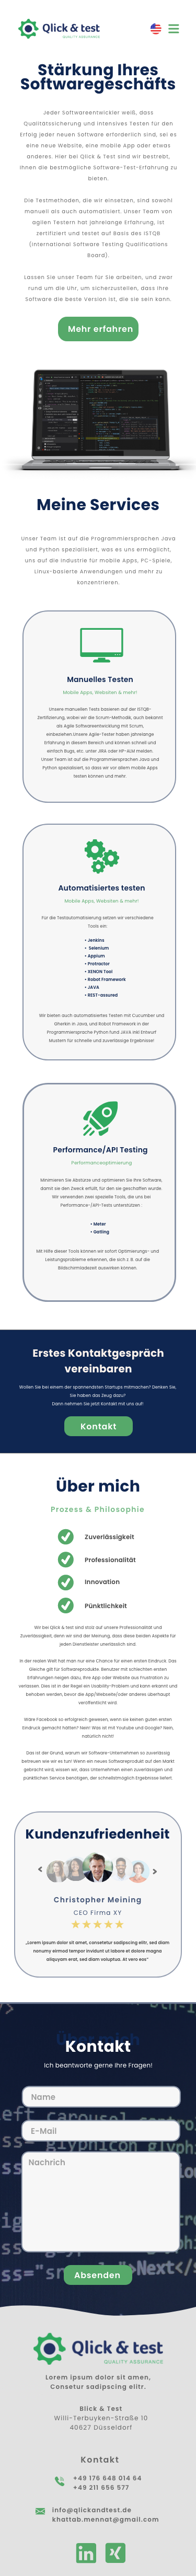 Qlick & test
QUALITY ASSURANCE
Stärkung Ihres
Softwaregeschäfts
Jeder Softwareentwickler weiß, dass
Qualitätssicherung und intensives Testen für den
Erfolg jeder neuen Software erforderlich sind, sei es
eine neue Website, eine mobile App oder etwas
anderes. Hier bei Qlick & Test sind wir bestrebt,
Ihnen die bestmögliche Software-Test-Erfahrung zu
bieten.
Die Testmethoden, die wir einsetzen, sind sowohl
manuell als auch automatisiert. Unser Team von
agilen Testern hat jahrelange Erfahrung, ist
zertifiziert und testet auf Basis des ISTQB
(International Software Testing Qualifications
Board).
Lassen Sie unser Team für Sie arbeiten, und zwar
rund um die Uhr, um sicherzustellen, dass Ihre
Software die beste Version ist, die sie sein kann.
Mehr erfahren
Meine Services
Unser Team ist auf die Programmiersprachen Java
und Python spezialisiert, was es uns ermöglicht,
uns auf die Industrie für mobile Apps, PC-Spiele,
Linux-basierte Anwendungen und mehr zu
konzentrieren.
Manuelles Testen
Mobile Apps, Websiten & mehr!
Unsere manuellen Tests basieren auf der ISTQB-
Zertifizierung, wobei wir die Scrum-Methodik, auch bekannt
als Agile Softwareentwicklung mit Scrum,
einbeziehen.Unsere Agile-Tester haben jahrelange
Erfahrung in diesem Bereich und können schnell und
einfach Bugs, etc. unter JIRA oder HP-ALM melden.
Unser Team ist auf die Programmiersprachen Java und
Python spezialisiert, so dass wir vor allem mobile Apps
testen können und mehr.
Automatisiertes testen
Mobile Apps, Websiten & mehr!
Für die Testautomatisierung setzen wir verschiedene
Tools ein:
• Jenkins
• Selenium
• Appium
• Protractor
• XENON Tool
• Robot Framework
• JAVA
• REST-assured
Wir bieten auch automatisiertes Testen mit Cucumber und
Gherkin in Java, und Robot Framework in der
Programmiersprache Python fund JAVA inkl Entwurf
Mustern für schnelle und zuverlässige Ergebnisse!
Performance/API Testing
Performanceoptimierung
Minimieren Sie Abstürze und optimieren Sie Ihre Software,
damit sie den Zweck erfüllt, für den sie geschaffen wurde.
Wir verwenden zwei spezielle Tools, die uns bei
Performance-/API-Tests unterstützen :
• Meter
• Gatling
Mit Hilfe dieser Tools können wir sofort Optimierungs- und
Leistungsprobleme erkennen, die sich z. B. auf die
Bildschirmladezeit auswirken können.
Erstes Kontaktgespräch
vereinbaren
Wollen Sie bei einem der spannendsten Startups mitmachen? Denken Sie,
Sie haben das Zeug dazu?
Dann nehmen Sie jetzt Kontakt mit uns auf!
Kontakt
Über mich
Prozess & Philosophie
Zuverlässigkeit
Professionalität
Innovation
Pünktlichkeit
Wir bei Qlick & test sind stolz auf unsere Professionalität und
Zuverlässigkeit, denn wir sind der Meinung, dass diese beiden Aspekte für
jeden Dienstleister unerlässlich sind
In der realen Welt hat man nur eine Chance für einen ersten Eindruck. Das
Gleiche gilt für Softwareprodukte. Benutzer mit schlechten ersten
Erfahrungen neigen dazu, Ihre App oder Website aus Frustration zu
verlassen. Dies ist in der Regel ein Usability-Problem und kann erkannt und
behoben werden, bevor die App/Webseite/oder anderes überhaupt
veröffentlicht wird.
Wäre Facebook so erfolgreich gewesen, wenn sie keinen guten ersten
Eindruck gemacht hätten? Nein! Was ist mit Youtube und Google? Nein,
natürlich nicht!
Das ist der Grund, warum wir Software-Unternehmen so zuverlässig
betreuen wie wir es tun! Wenn ein neues Softwareprodukt auf den Markt
gebracht wird, wissen wir, dass Unternehmen einen zuverlässigen und
pünktlichen Service benötigen, der schnellstmöglich Ergebnisse liefert.
Kundenzufriedenheit
Christopher Meining
CEO Firma XY
„Lorem ipsum dolor sit amet, consetetur sadipscing elitr, sed diam
nonumy eirmod tempor invidunt ut labore et dolore magna
aliquyam erat, sed diam voluptua. At vero eos"
Über mich
Kontakt
Ich beantworte gerne Ihre Fragen!
Name
E-Mail
Nachrich
Absenden
Qlick & test
QUALITY ASSURANCE
Lorem ipsum dolor sit amen,
Consetur sadipscing elitr.
Blick & Test
Willi-Terbuyken-Straße 10
40627 Düsseldorf
Kontakt
+49 176 648 014 64
+49 211 656 577
info@qlickandtest.de
khattab.mennat@gmail.com